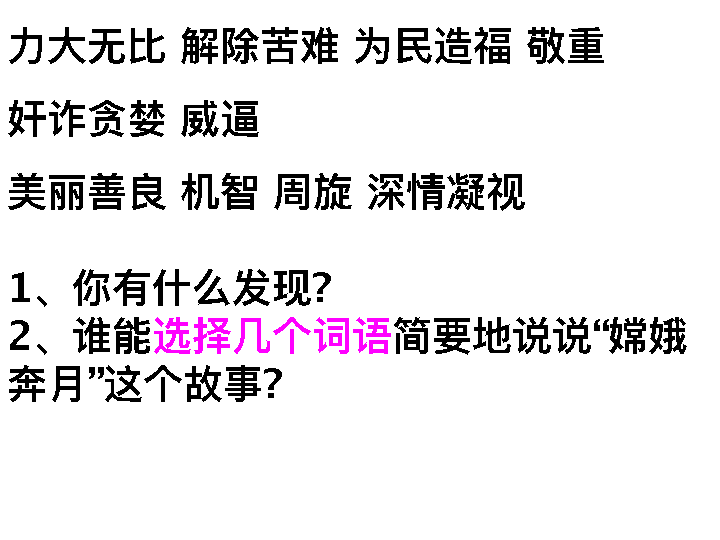 力大无比 解除苦难 为民造福 敬重
奸诈贪婪 威逼
美丽善良 机智 周旋 深情凝视
1、你有什么发现?
2、谁能选择几个词语简要地说说“嫦娥
奔月”这个故事?